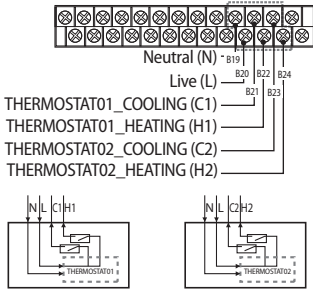 Neutral (N) - B19
Live (L) B20 B22 B24
B21 B23
THERMOSTAT01_COOLING (C1)
THERMOSTAT01_HEATING (H1)
THERMOSTAT02_COOLING (C2)
THERMOSTAT02_HEATING (H2)
N L C1 H1
THERMOSTAT01
N L C2 H2
THERMOSTAT02